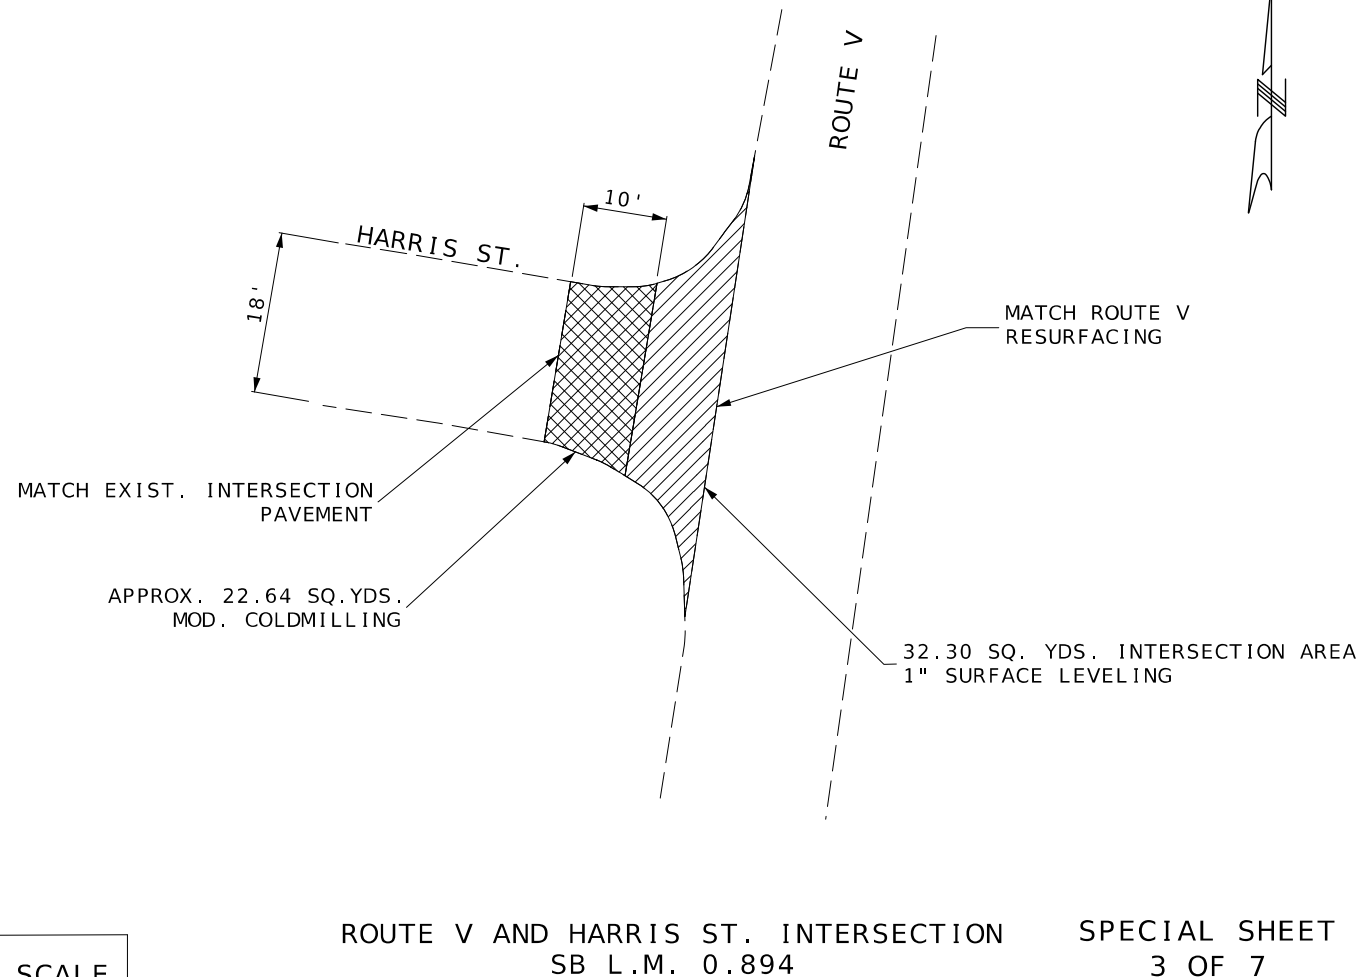 ROUTE V
10'
HARRIS ST.
18'
MATCH ROUTE V
RESURFACING
MATCH EXIST. INTERSECTION
PAVEMENT
APPROX. 22.64 SQ.YDS.
MOD. COLDMILLING
32.30 SQ. YDS. INTERSECTION AREA
1" SURFACE LEVELING
ROUTE V AND HARRIS ST. INTERSECTION
SB L.M. 0.894
SPECIAL SHEET
3 OF 7
SCALE
N